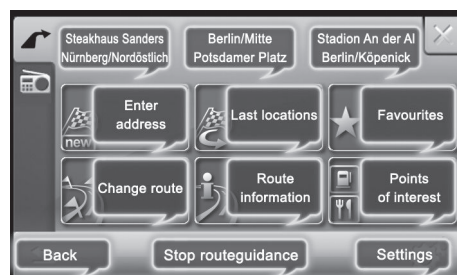 Steakhaus Sanders
Nürnberg/Nordöstlich
Berlin/Mitte
Potsdamer Platz
Stadion An der Al
Berlin/Köpenick
Enter
address
new
Last locations
Favourites
Change route
Route
information
Points
of interest
Back
Stop routeguidance
Settings